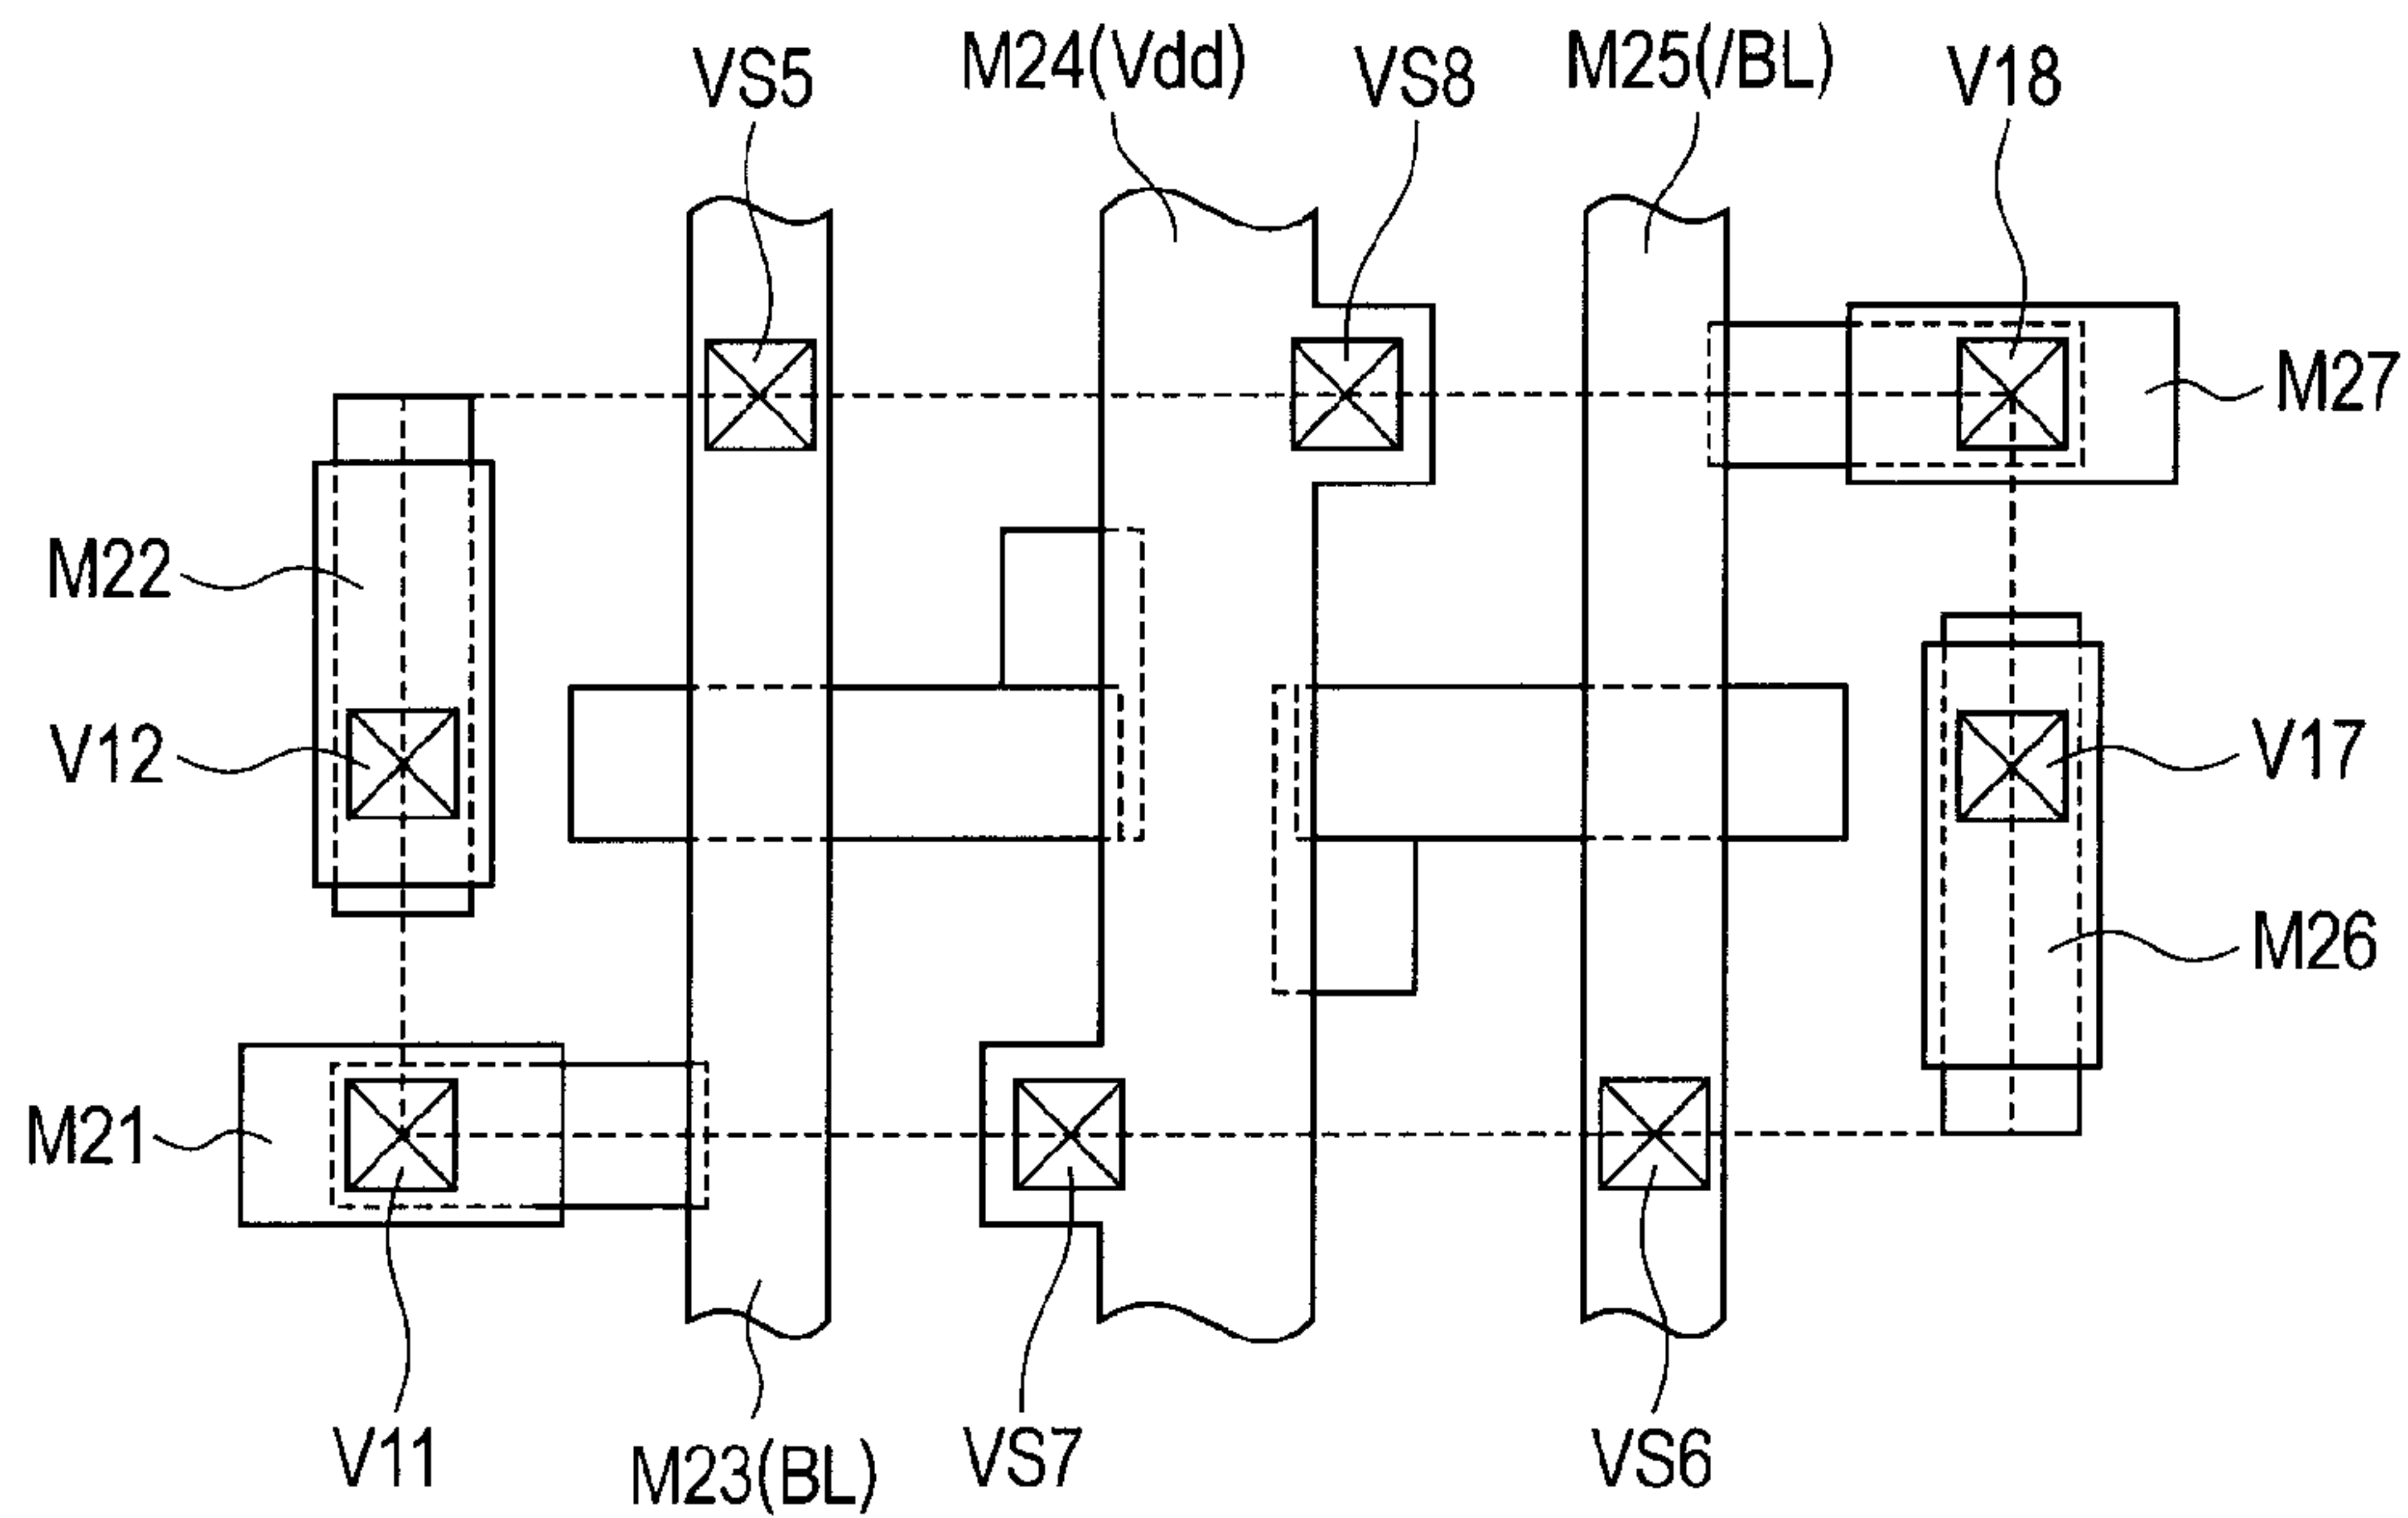 VS5
M24(Vdd)
VS8
M25(/BL)
V18
M27
M22
V12
V17
M26
M21
V11
M23(BL)
VS7
VS6